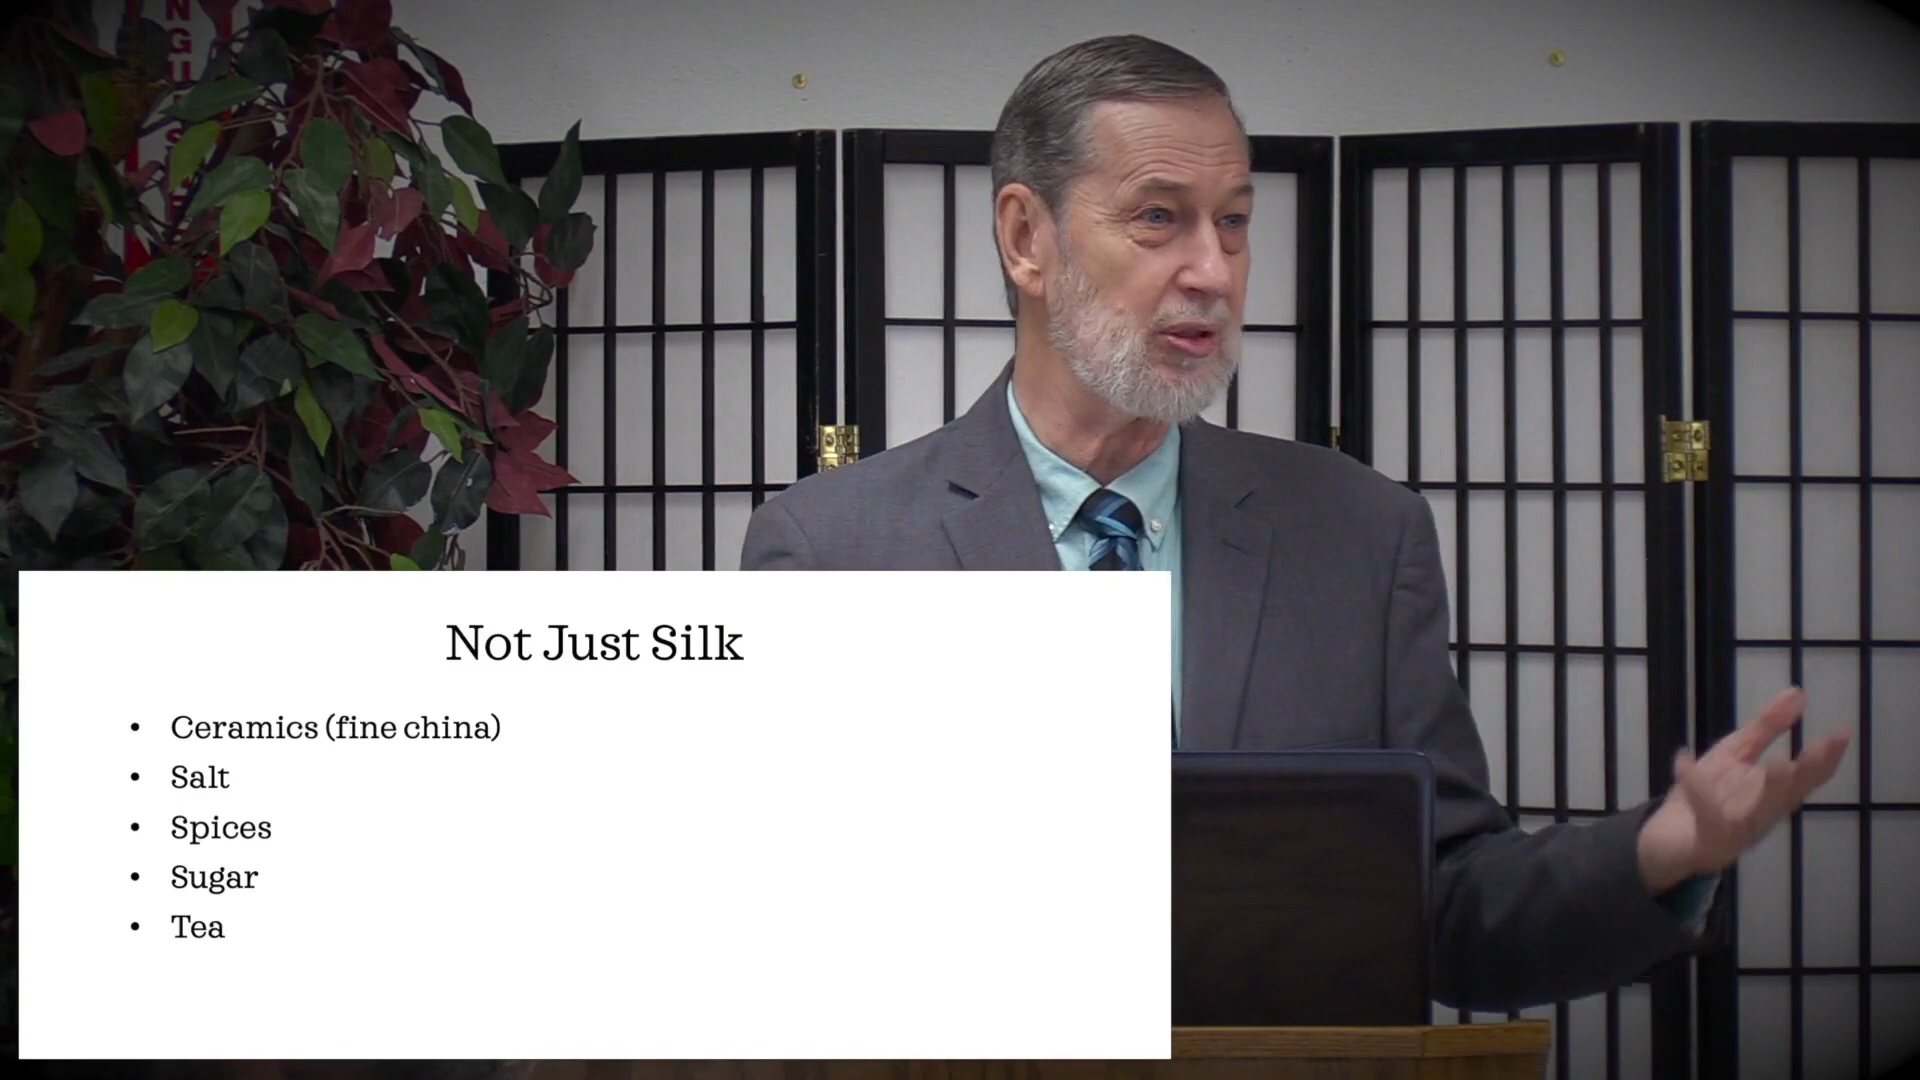 Not Just Silk
• Ceramics (fine china)
• Salt
• Spices
• Sugar
• Tea